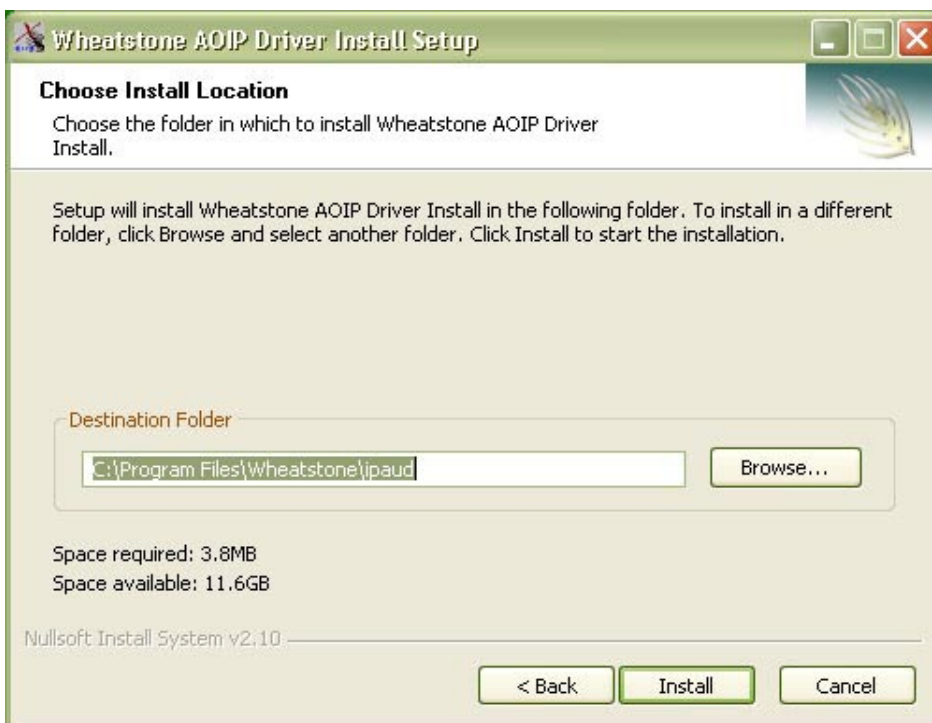 Wheatstone AOIP Driver Install Setup
Choose Install Location
Choose the folder in which to install Wheatstone AOIP Driver
Install.
Setup will install Wheatstone AOIP Driver Install in the following folder. To install in a different
folder, click Browse and select another folder. Click Install to start the installation.
Destination Folder
C:\Program Files\Wheatstone\ipaud
Browse...
Space required: 3.8MB
Space available: 11.6GB
Nullsoft Install System v2.10
< Back
Install
Cancel